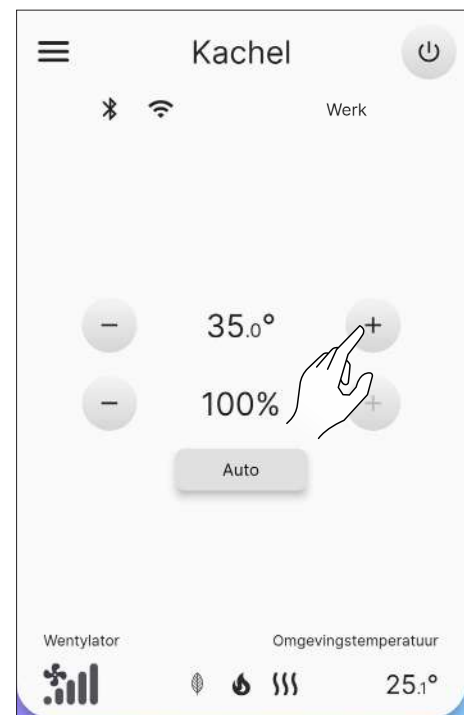 Kachel
Werk
− 35.0° +
− 100% +
Auto
Wentylator Omgevingstemperatuur
25.1°